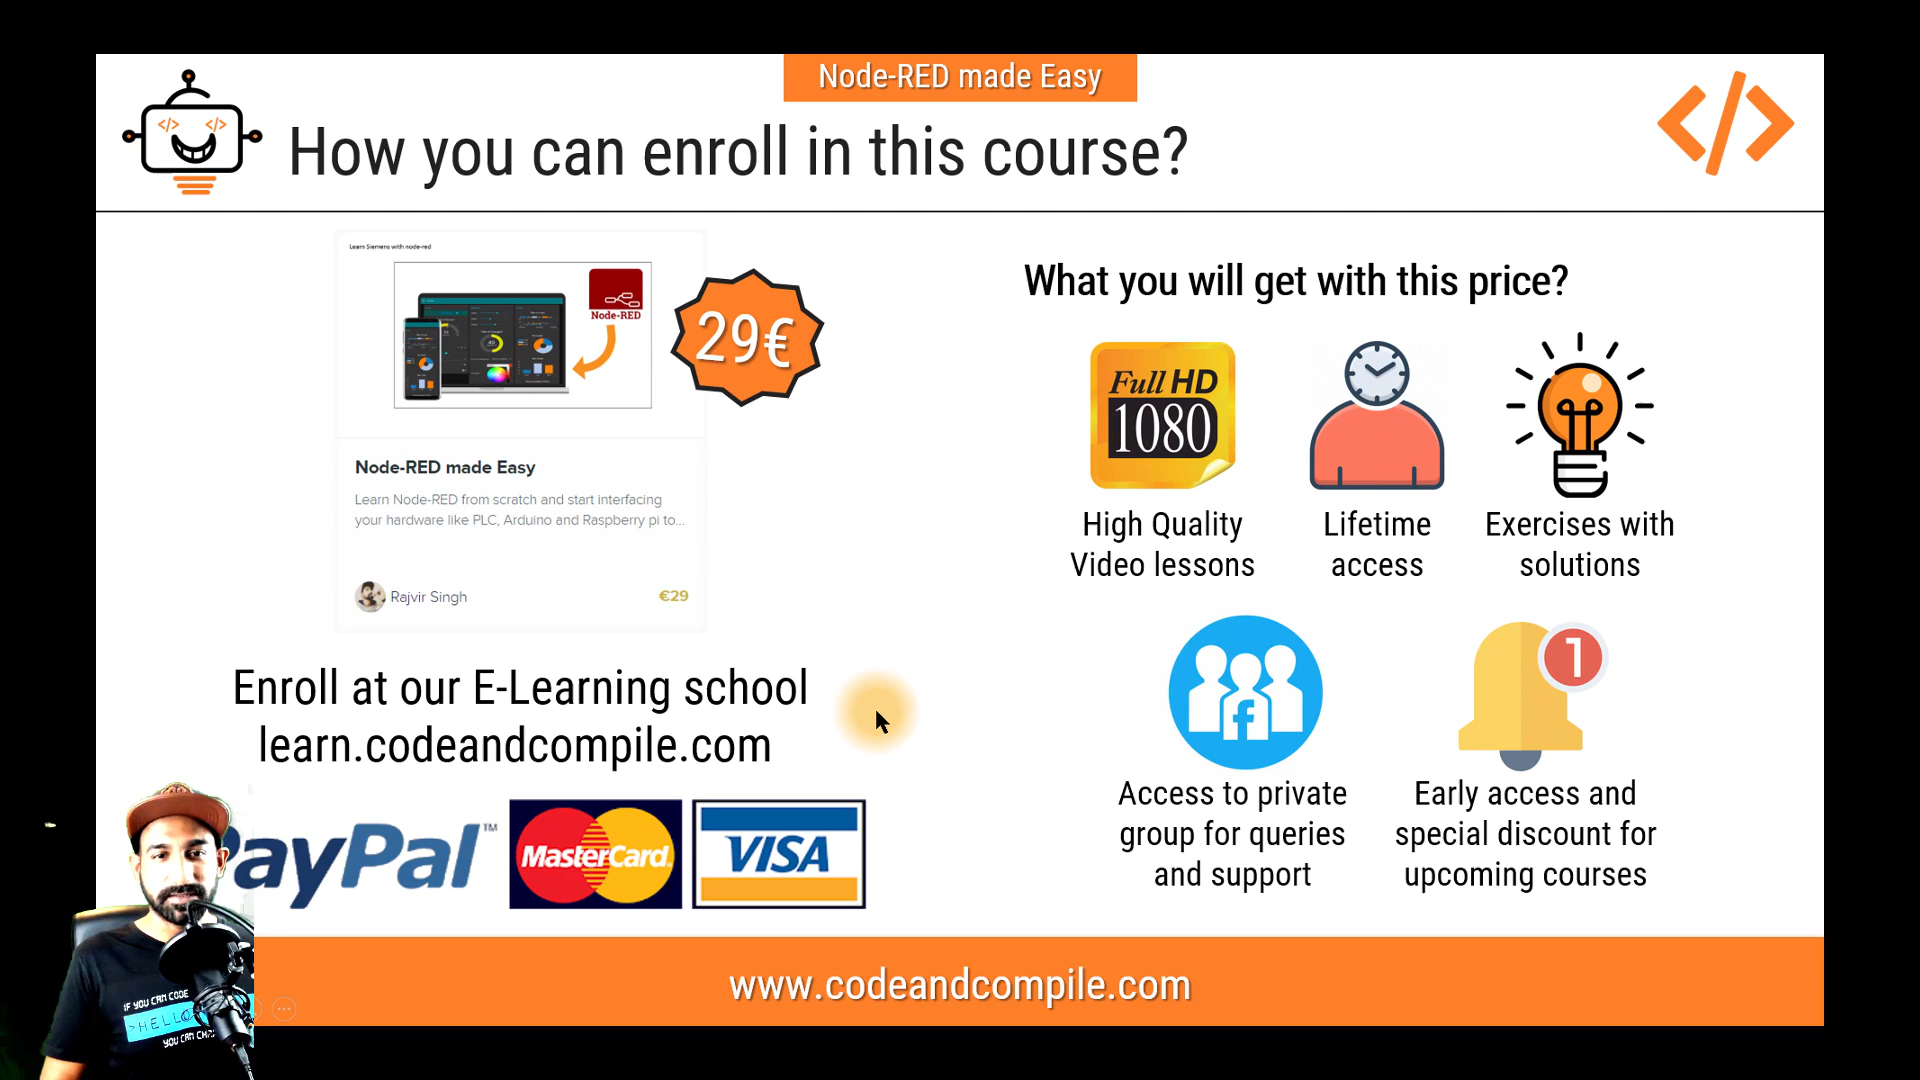 Node-RED made Easy
</> </>
How you can enroll in this course?
</>
Learn Siemens with node-red
Node-RED
29€
Node-RED made Easy
Learn Node-RED from scratch and start interfacing
your hardware like PLC, Arduino and Raspberry pi to...
Rajvir Singh
€29
Enroll at our E-Learning school
learn.codeandcompile.com
PayPal™
MasterCard
VISA
What you will get with this price?
Full HD
1080
High Quality
Video lessons
Lifetime
access
Exercises with
solutions
f
Access to private
group for queries
and support
1
Early access and
special discount for
upcoming courses
IF YOU CAN CODE
>HELLO
YOU CAN
www.codeandcompile.com